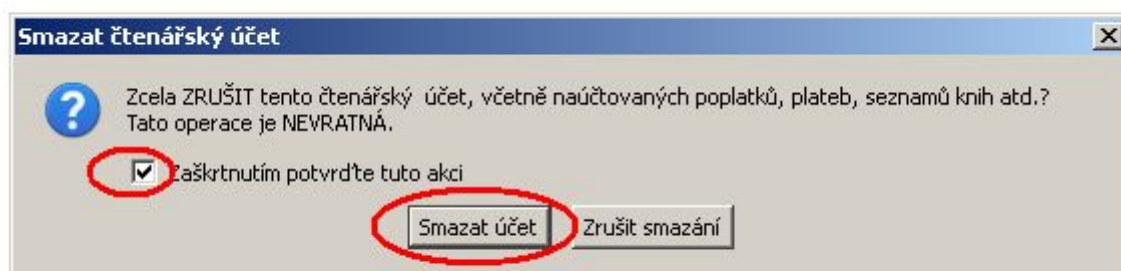 Smazat čtenářský účet
Zcela ZRUŠIT tento čtenářský účet, včetně naúčtovaných poplatků, plateb, seznamů knih atd.?
Tato operace je NEVRATNÁ.
Zaškrtnutím potvrďte tuto akci
Smazat účet Zrušit smazání